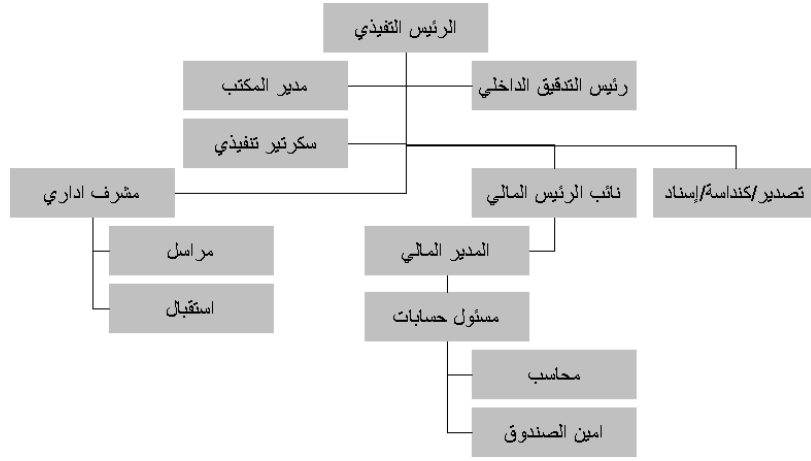 الرئيس التفيذي
رئيس التدقيق الداخلي
مدير المكتب
سكرتير تنفيذي
تصدير/كنداسة/إسناد
نائب الرئيس المالي
مشرف اداري
المدير المالي
مراسل
مسئول حسابات
استقبال
محاسب
امين الصندوق